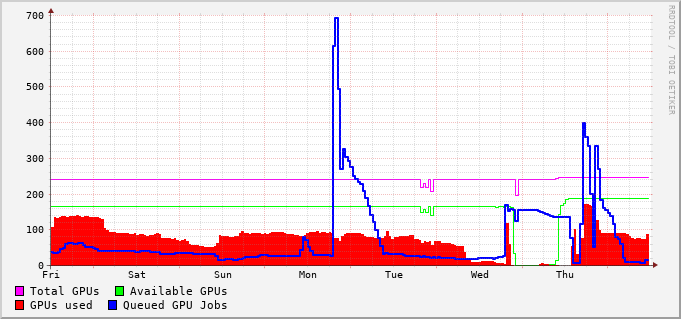 700
600
500
400
300
200
100
0
Fri Sat Sun Mon Tue Wed Thu
Total GPUs Available GPUs
GPUs used Queued GPU Jobs
RRDTOOL / TOBI OETIKER